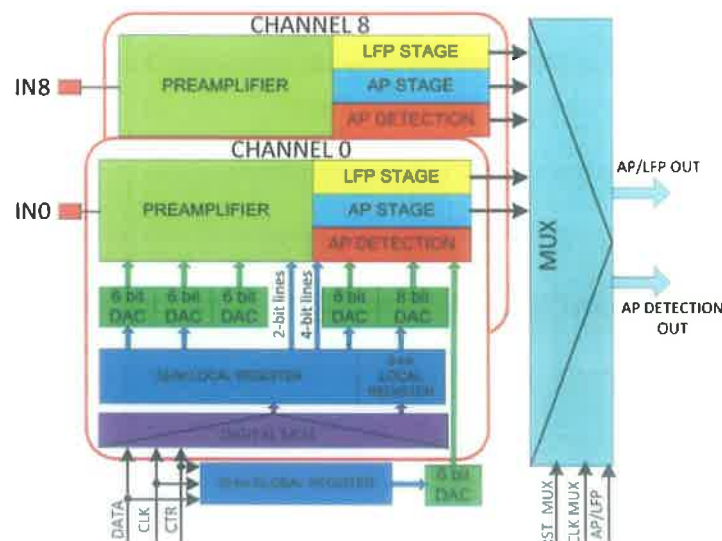 CHANNEL 8
LFP STAGE
PREAMPLIFIER
AP STAGE
AP DETECTION
IN8
CHANNEL 0
LFP STAGE
PREAMPLIFIER
AP STAGE
AP DETECTION
IN0
MUX
AP/LFP OUT
AP DETECTION
OUT
6 bit
DAC
6 bit
DAC
6 bit
DAC
2-bit lines
4-bit lines
6 bit
DAC
8 bit
DAC
LOCAL REGISTER
LOCAL
REGISTER
DIGITAL MUX
GLOBAL REGISTER
6 bit
DAC
DATA
CLK
CTR
RST MUX
CLK MUX
AP/LFP